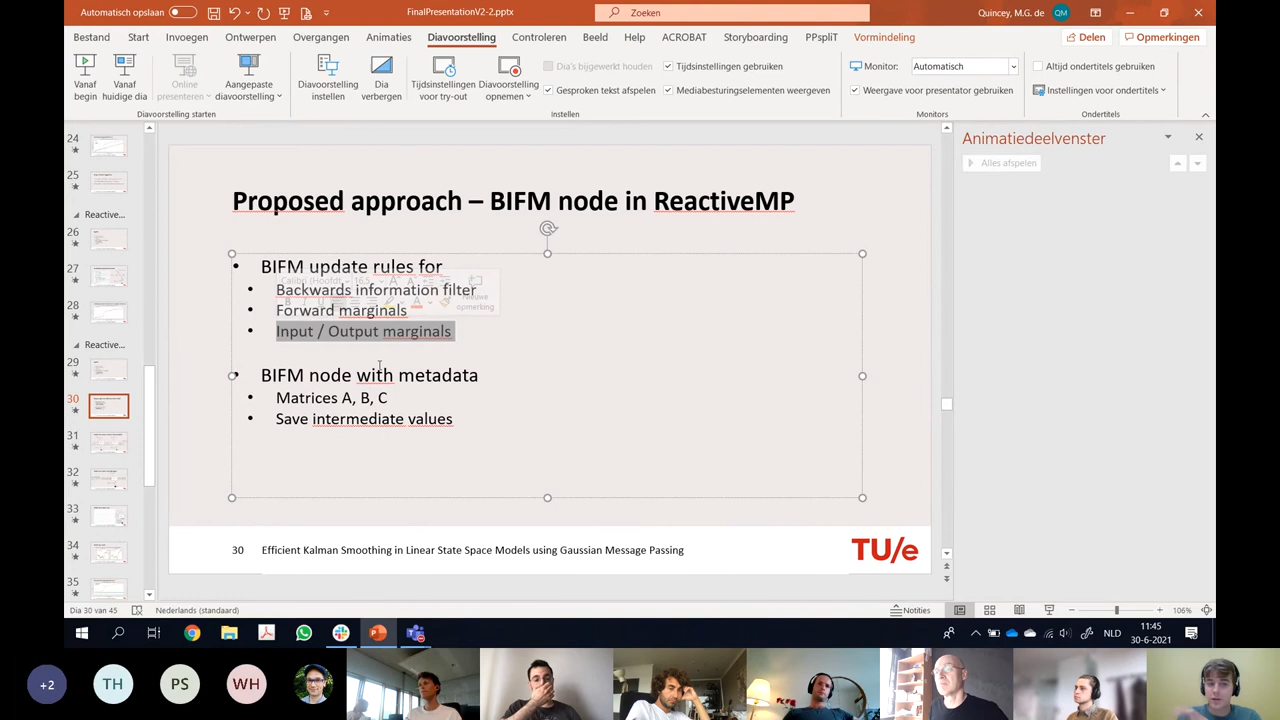 Automatisch opslaan
FinalPresentationV2-2.pptx
Zoeken
Quincey, M.G. de
QM
Bestand
Start
Invoegen
Ontwerpen
Overgangen
Animaties
Diavoorstelling
Controleren
Beeld
Help
ACROBAT
Storyboarding
PPspliT
Vormindeling
Delen
Opmerkingen
Vanaf begin
Vanaf huidige dia
Online presenteren
Aangepaste diavoorstelling
Diavoorstelling instellen
Dia verbergen
Tijdsinstellingen voor try-out
Diavoorstelling opnemen
Dia's bijgewerkt houden
Gesproken tekst afspelen
Tijdsinstellingen gebruiken
Mediabesturingselementen weergeven
Monitor:
Automatisch
Weergave voor presentator gebruiken
Altijd ondertitels gebruiken
Instellingen voor ondertitels
Diavoorstelling starten
Instellen
Monitors
Ondertitels
24
25
Reactive...
26
27
28
Reactive...
29
30
31
32
33
34
35
Proposed approach – BIFM node in ReactiveMP
• BIFM update rules for
• Backwards information filter
• Forward marginals
• Input / Output marginals
• BIFM node with metadata
• Matrices A, B, C
• Save intermediate values
Nieuwe opmerking
30
Efficient Kalman Smoothing in Linear State Space Models using Gaussian Message Passing
TU/e
Animatiedeelvenster
Alles afspelen
Dia 30 van 45
Nederlands (standaard)
Notities
106%
NLD
11:45
30-6-2021
+2
TH
PS
WH